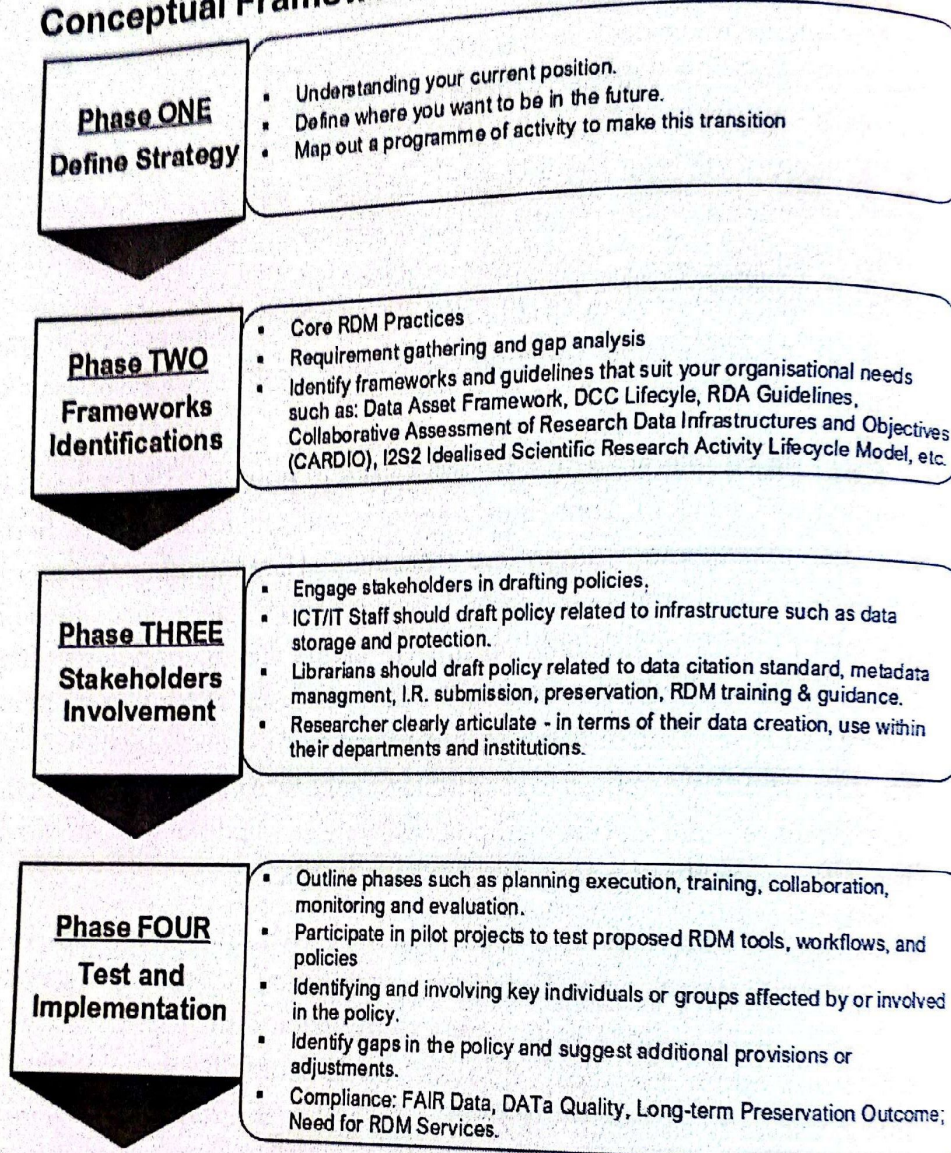 Conceptual
Phase ONE
Define Strategy
▪ Understanding your current position.
▪ Define where you want to be in the future.
▪ Map out a programme of activity to make this transition
Phase TWO
Frameworks
Identifications
▪ Core RDM Practices
▪ Requirement gathering and gap analysis
▪ Identify frameworks and guidelines that suit your organisational needs
such as: Data Asset Framework, DCC Lifecyle, RDA Guidelines,
Collaborative Assessment of Research Data Infrastructures and Objectives
(CARDIO), I2S2 Idealised Scientific Research Activity Lifecycle Model, etc.
Phase THREE
Stakeholders
Involvement
▪ Engage stakeholders in drafting policies,
▪ ICT/IT Staff should draft policy related to infrastructure such as data
storage and protection.
▪ Librarians should draft policy related to data citation standard, metadata
managment, I.R. submission, preservation, RDM training & guidance.
▪ Researcher clearly articulate - in terms of their data creation, use within
their departments and institutions.
Phase FOUR
Test and
Implementation
▪ Outline phases such as planning execution, training, collaboration,
monitoring and evaluation.
▪ Participate in pilot projects to test proposed RDM tools, workflows, and
policies
▪ Identifying and involving key individuals or groups affected by or involved
in the policy.
▪ Identify gaps in the policy and suggest additional provisions or
adjustments.
▪ Compliance: FAIR Data, DATa Quality, Long-term Preservation Outcome;
Need for RDM Services.